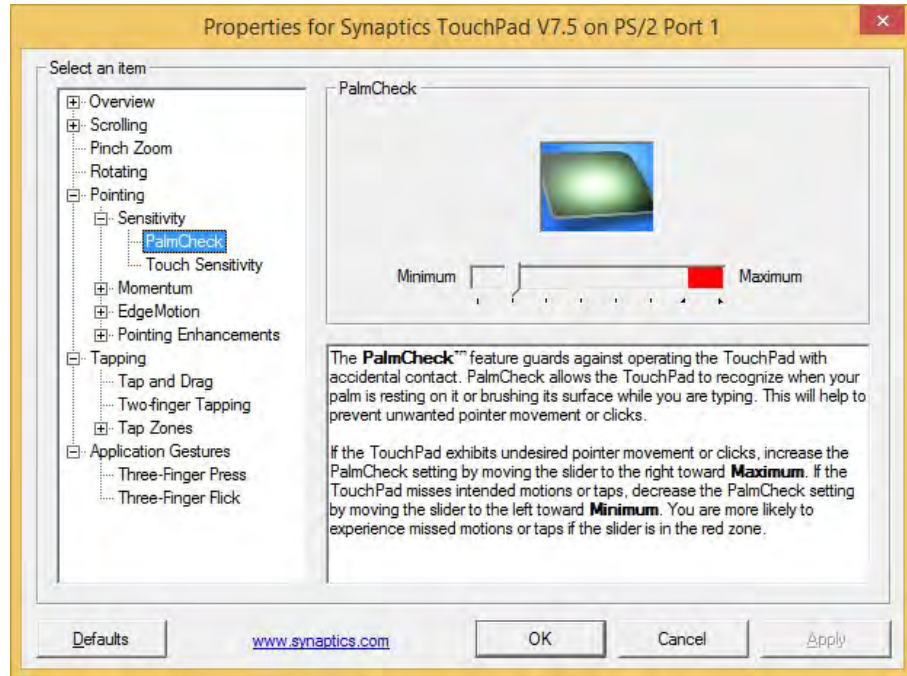 Properties for Synaptics TouchPad V7.5 on PS/2 Port 1
Select an item
Overview
Scrolling
Pinch Zoom
Rotating
Pointing
Sensitivity
PalmCheck
Touch Sensitivity
Momentum
EdgeMotion
Pointing Enhancements
Tapping
Tap and Drag
Two-finger Tapping
Tap Zones
Application Gestures
Three-Finger Press
Three-Finger Flick
PalmCheck
Minimum
Maximum
The PalmCheck™ feature guards against operating the TouchPad with
accidental contact. PalmCheck allows the TouchPad to recognize when your
palm is resting on it or brushing its surface while you are typing. This will help to
prevent unwanted pointer movement or clicks.
If the TouchPad exhibits undesired pointer movement or clicks, increase the
PalmCheck setting by moving the slider to the right toward Maximum. If the
TouchPad misses intended motions or taps, decrease the PalmCheck setting
by moving the slider to the left toward Minimum. You are more likely to
experience missed motions or taps if the slider is in the red zone.
Defaults
www.synaptics.com
OK
Cancel
Apply